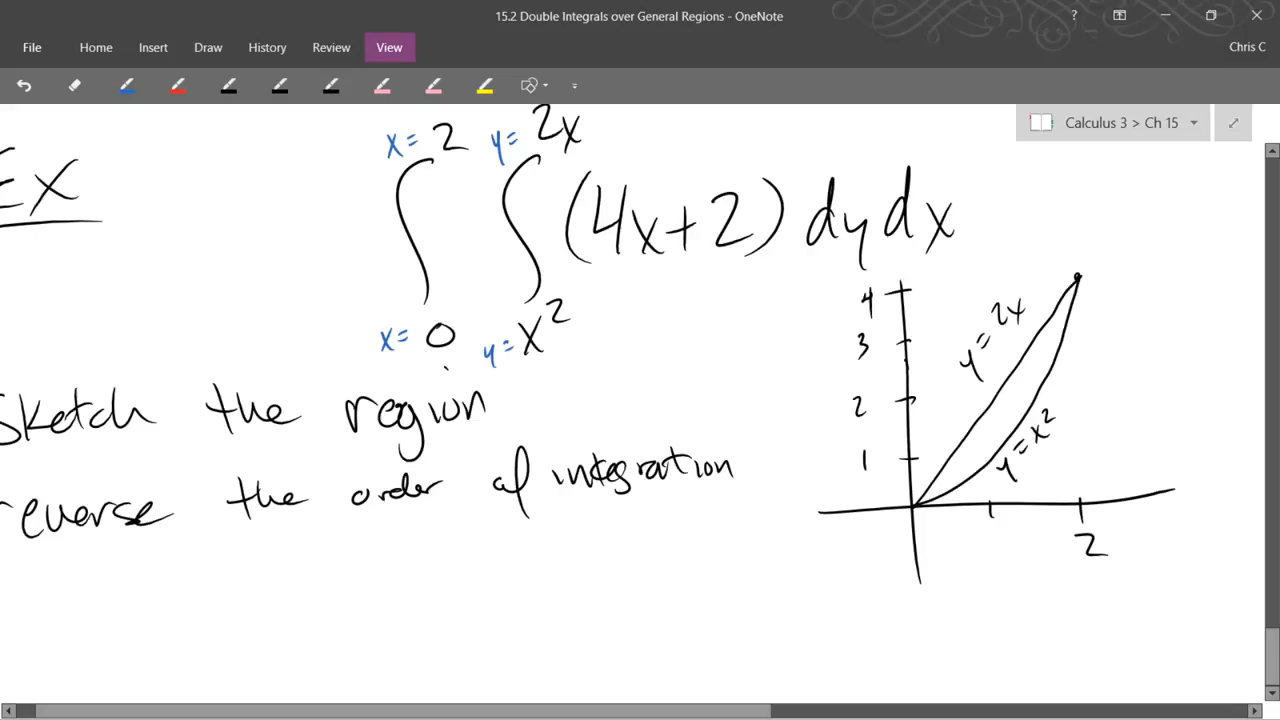 15.2 Double Integrals over General Regions - OneNote
?
File Home Insert Draw History Review View
Chris C
Calculus 3 > Ch 15
EX
x= 2 y= 2x
∫ ∫ (4x+2) dy dx
x= 0 y= x²
Sketch the region
reverse the order of integration
4
3
2
1
y = 2x
y = x²
2